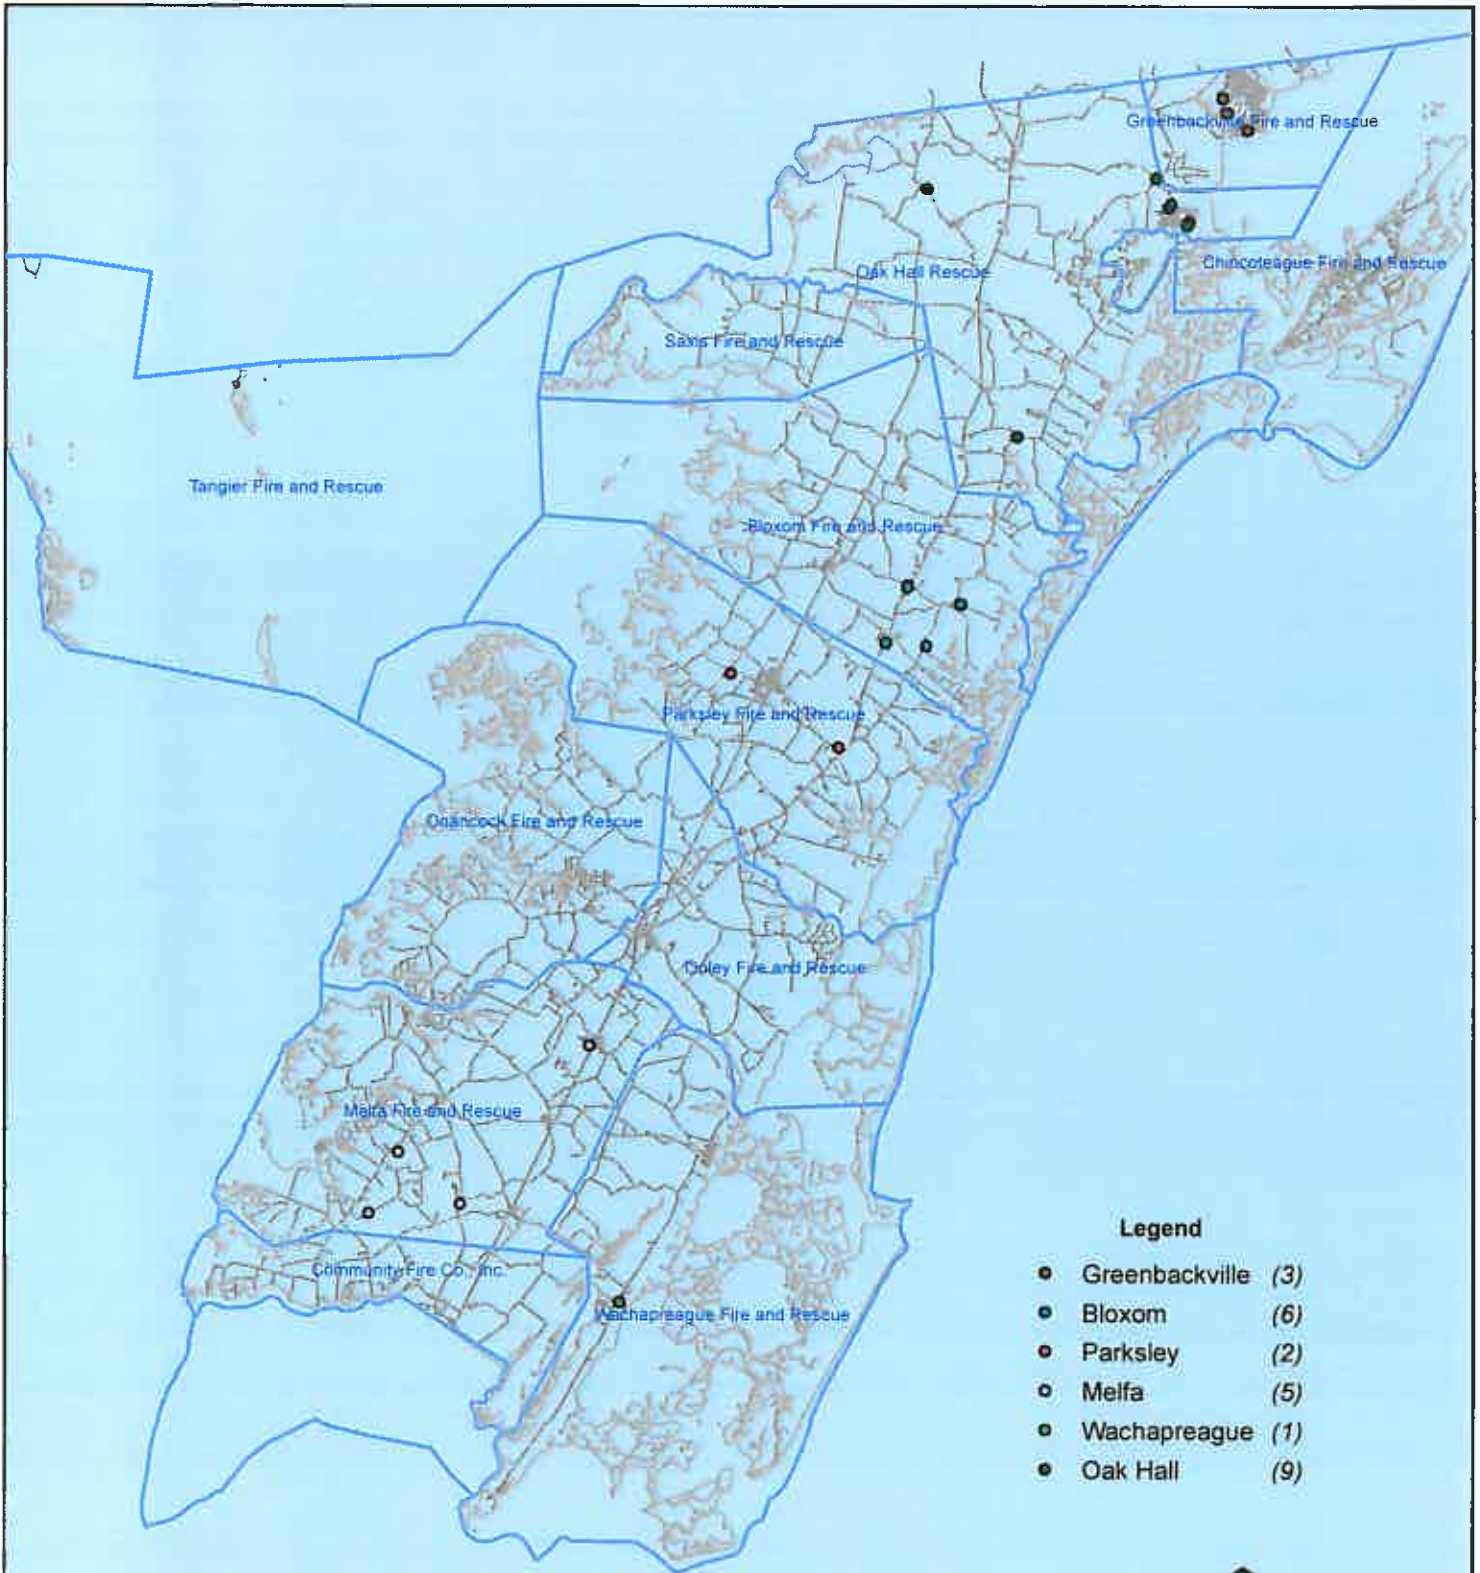 Greenbackville Fire and Rescue
Oak Hall Rescue
Chincoteague Fire and Rescue
Saxis Fire and Rescue
Tangier Fire and Rescue
Bloxom Fire and Rescue
Parksley Fire and Rescue
Onancock Fire and Rescue
Onley Fire and Rescue
Melfa Fire and Rescue
Community Fire Co., Inc.
Wachapreague Fire and Rescue
Legend
Greenbackville (3)
Bloxom (6)
Parksley (2)
Melfa (5)
Wachapreague (1)
Oak Hall (9)